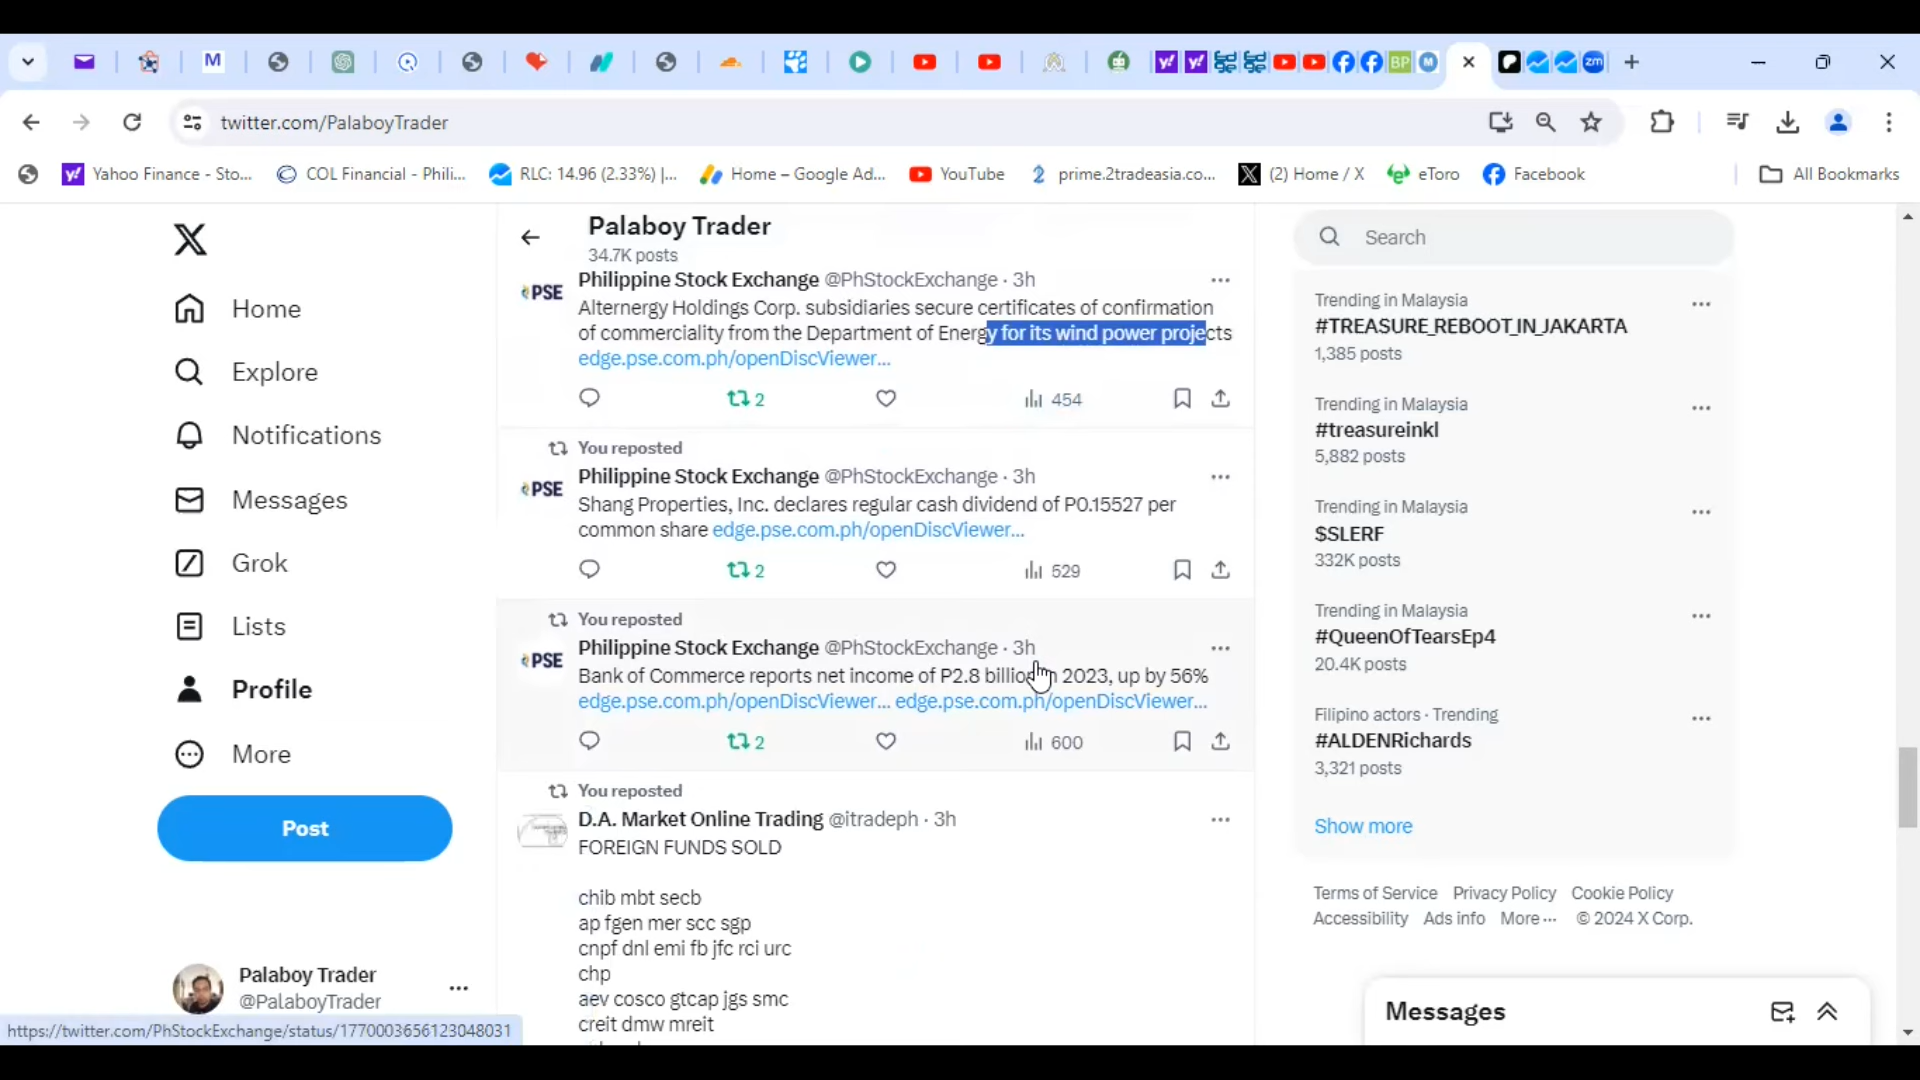 twitter.com/PalaboyTrader
Yahoo Finance - Sto...
COL Financial - Phili...
RLC: 14.96 (2.33%) |...
Home – Google Ad...
YouTube
prime.2tradeasia.co...
(2) Home / X
eToro
Facebook
All Bookmarks
Home
Explore
Notifications
Messages
Grok
Lists
Profile
More
Post
Palaboy Trader
@PalaboyTrader
https://twitter.com/PhStockExchange/status/1770003656123048031
Palaboy Trader
34.7K posts
PSE
Philippine Stock Exchange @PhStockExchange · 3h
Alternergy Holdings Corp. subsidiaries secure certificates of confirmation
of commerciality from the Department of Energy for its wind power projects
edge.pse.com.ph/openDiscViewer...
2
454
You reposted
PSE
Philippine Stock Exchange @PhStockExchange · 3h
Shang Properties, Inc. declares regular cash dividend of P0.15527 per
common share edge.pse.com.ph/openDiscViewer...
2
529
You reposted
PSE
Philippine Stock Exchange @PhStockExchange · 3h
Bank of Commerce reports net income of P2.8 billion in 2023, up by 56%
edge.pse.com.ph/openDiscViewer... edge.pse.com.ph/openDiscViewer...
2
600
You reposted
D.A. Market Online Trading @itradeph · 3h
FOREIGN FUNDS SOLD
chib mbt secb
ap fgen mer scc sgp
cnpf dnl emi fb jfc rci urc
chp
aev cosco gtcap jgs smc
creit dmw mreit
Search
Trending in Malaysia
#TREASURE_REBOOT_IN_JAKARTA
1,385 posts
Trending in Malaysia
#treasureinkl
5,882 posts
Trending in Malaysia
$SLERF
332K posts
Trending in Malaysia
#QueenOfTearsEp4
20.4K posts
Filipino actors · Trending
#ALDENRichards
3,321 posts
Show more
Terms of Service Privacy Policy Cookie Policy
Accessibility Ads info More ··· © 2024 X Corp.
Messages